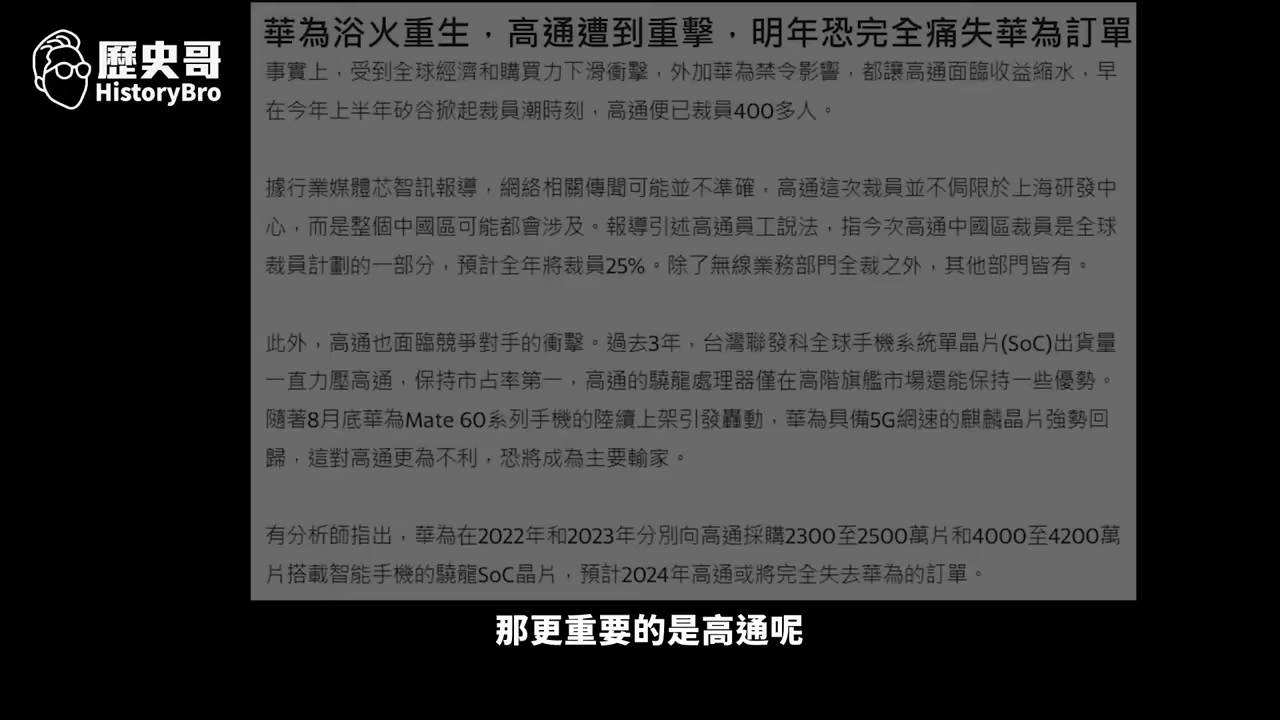 歷史哥
HistoryBro
華為浴火重生，高通遭到重擊，明年恐完全痛失華為訂單
事實上，受到全球經濟和購買力下滑衝擊，外加華為禁令影響，都讓高通面臨收益縮水，早
在今年上半年矽谷掀起裁員潮時刻，高通便已裁員400多人。
據行業媒體芯智訊報導，網絡相關傳聞可能並不準確，高通這次裁員並不侷限於上海研發中
心，而是整個中國區可能都會涉及。報導引述高通員工說法，指今次高通中國區裁員是全球
裁員計劃的一部分，預計全年將裁員25%。除了無線業務部門全裁之外，其他部門皆有。
此外，高通也面臨競爭對手的衝擊。過去3年，台灣聯發科全球手機系統單晶片(SoC)出貨量
一直力壓高通，保持市占率第一，高通的驍龍處理器僅在高階旗艦市場還能保持一些優勢。
隨著8月底華為Mate 60系列手機的陸續上架引發轟動，華為具備5G網速的麒麟晶片強勢回
歸，這對高通更為不利，恐將成為主要輸家。
有分析師指出，華為在2022年和2023年分別向高通採購2300至2500萬片和4000至4200萬
片搭載智能手機的驍龍SoC晶片，預計2024年高通或將完全失去華為的訂單。
那更重要的是高通呢